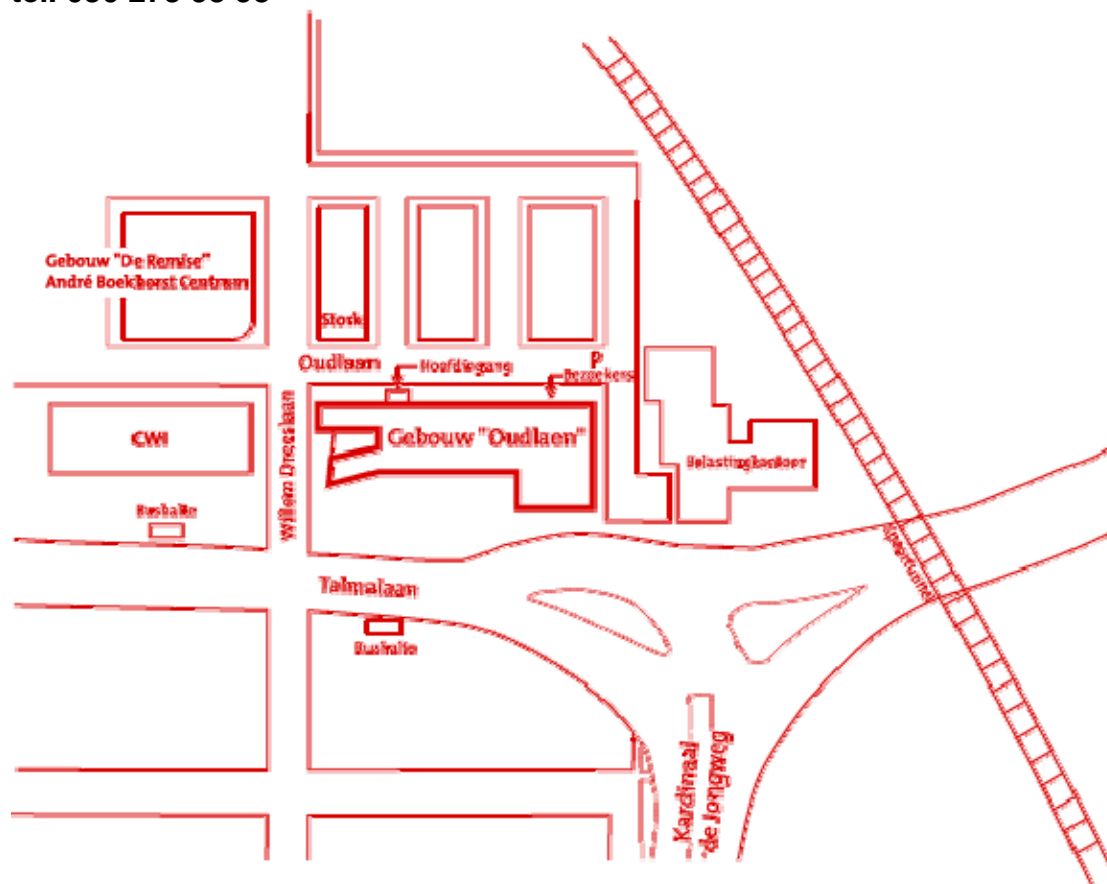 Gebouw "De Remise"
André Boekhorst Centrum
Stork
Oudlaan
Hoofdiegang
P
Bezoekers
Willem Dreeslaan
CWI
Gebouw "Oudlaen"
Belastingkantoor
Bushalte
Spoortunnel
Talmalaan
Bushalte
Kardinaal
de Jongweg